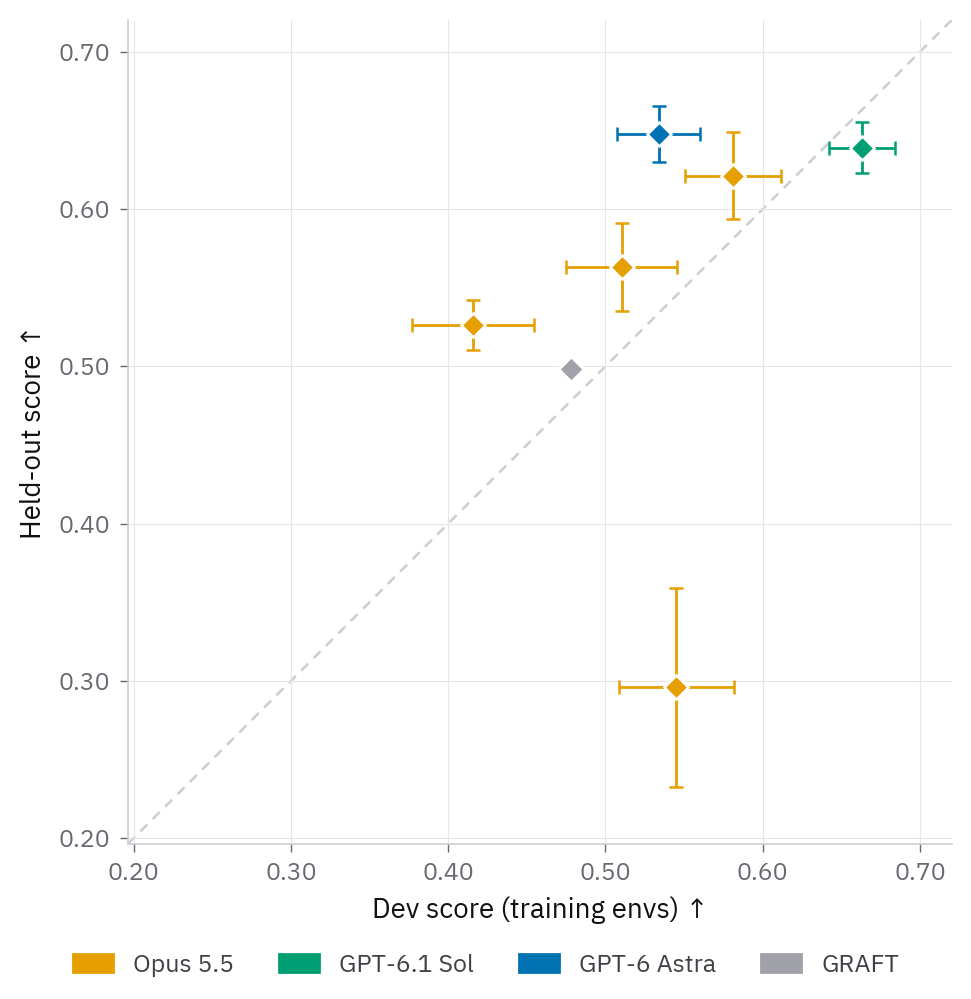 0.70
0.60
0.50
0.40
0.30
0.20
Held-out score ↑
0.20 0.30 0.40 0.50 0.60 0.70
Dev score (training envs) ↑
Opus 5.5 GPT-6.1 Sol GPT-6 Astra GRAFT